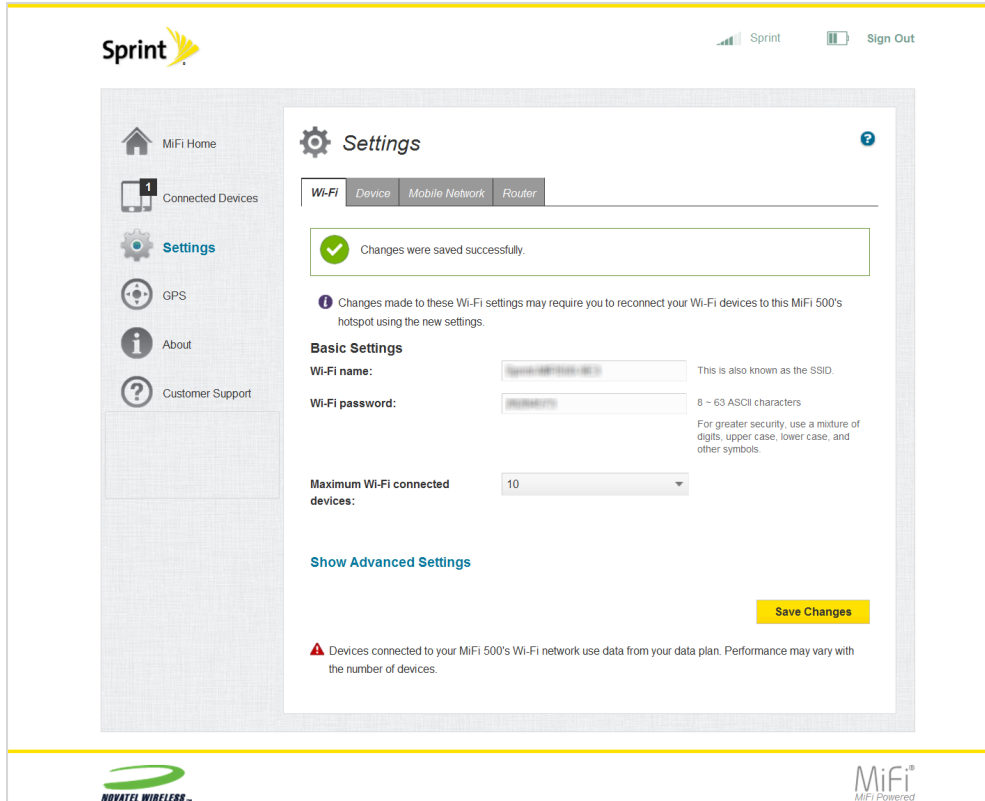 Sprint
Sprint
Sign Out
MiFi Home
1
Connected Devices
Settings
GPS
About
Customer Support
Settings
?
Wi-Fi Device Mobile Network Router
Changes were saved successfully.
Changes made to these Wi-Fi settings may require you to reconnect your Wi-Fi devices to this MiFi 500's
hotspot using the new settings.
Basic Settings
Wi-Fi name:
This is also known as the SSID.
Wi-Fi password:
8 ~ 63 ASCII characters
For greater security, use a mixture of
digits, upper case, lower case, and
other symbols.
Maximum Wi-Fi connected
devices:
10
Show Advanced Settings
Save Changes
Devices connected to your MiFi 500's Wi-Fi network use data from your data plan. Performance may vary with
the number of devices.
NOVATEL WIRELESS
MiFi®
MiFi Powered